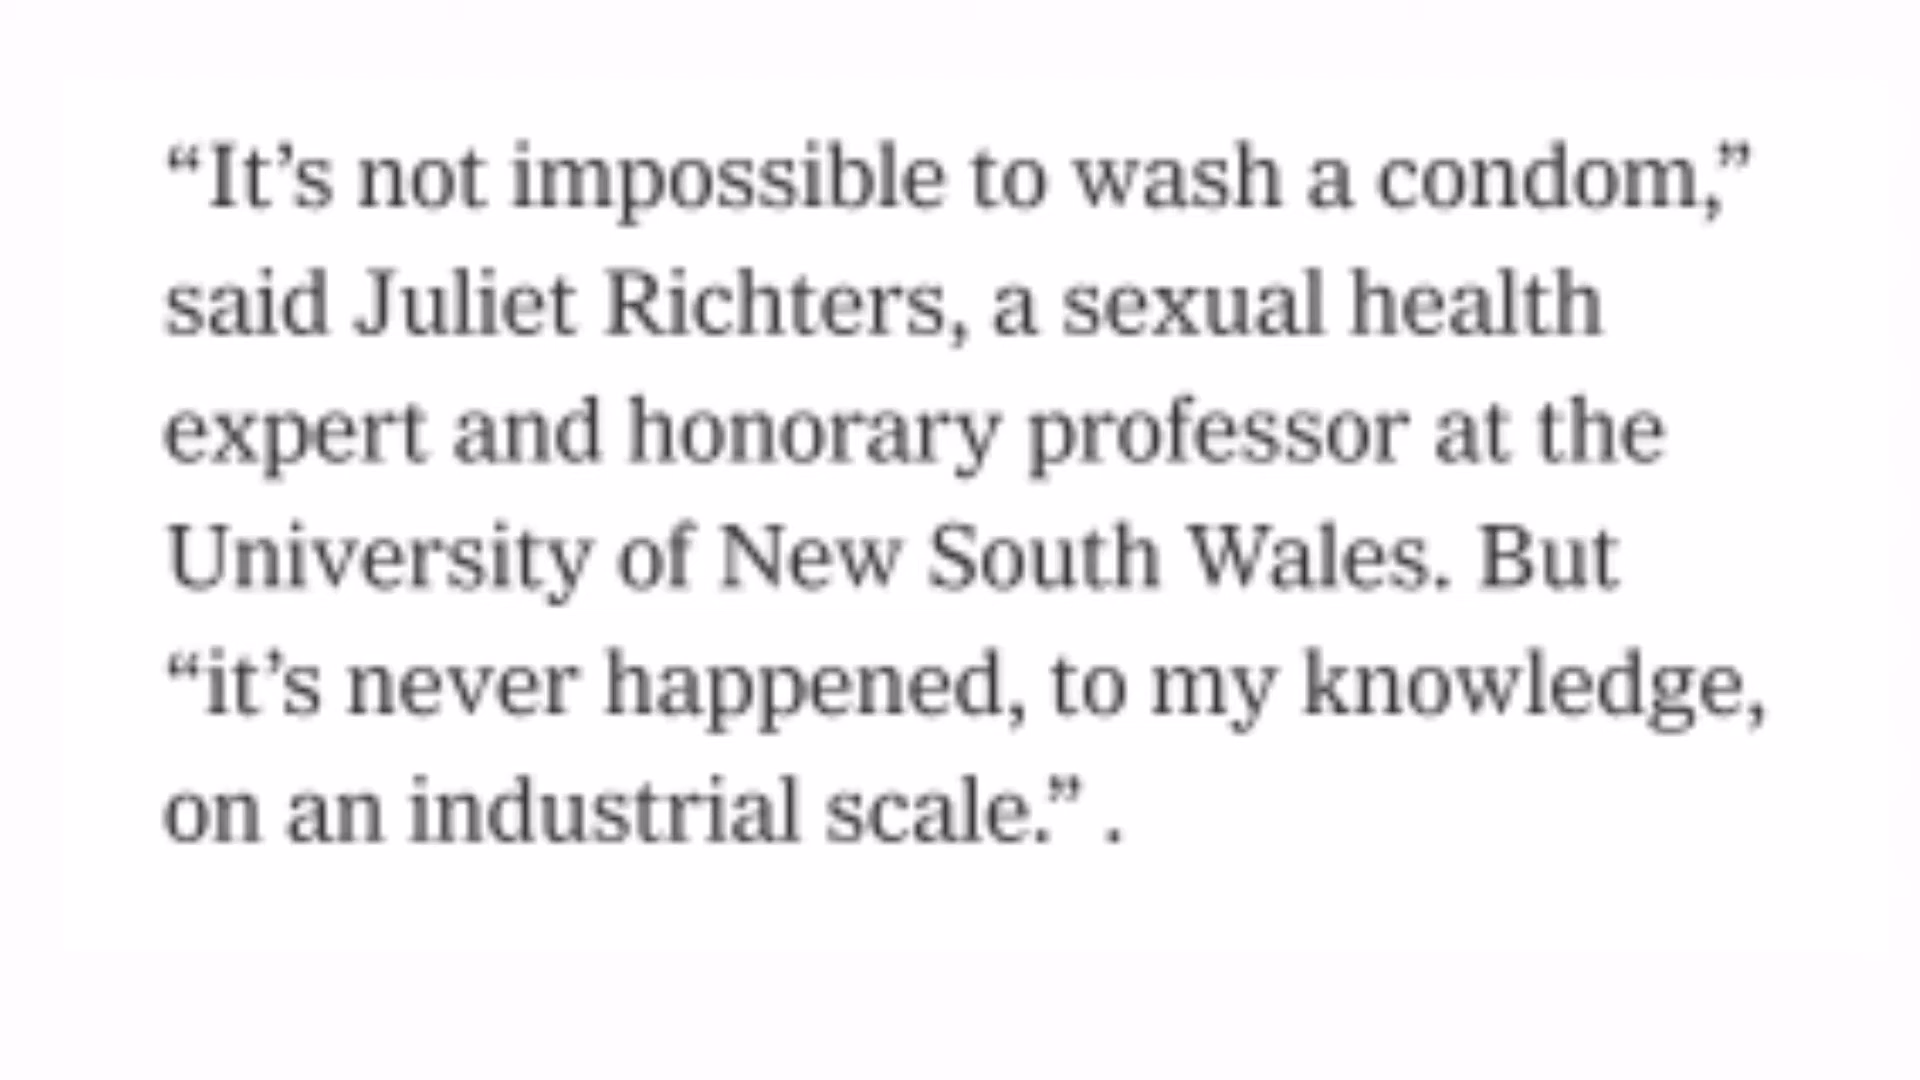 “It’s not impossible to wash a condom,”
said Juliet Richters, a sexual health
expert and honorary professor at the
University of New South Wales. But
“it’s never happened, to my knowledge,
on an industrial scale.” .